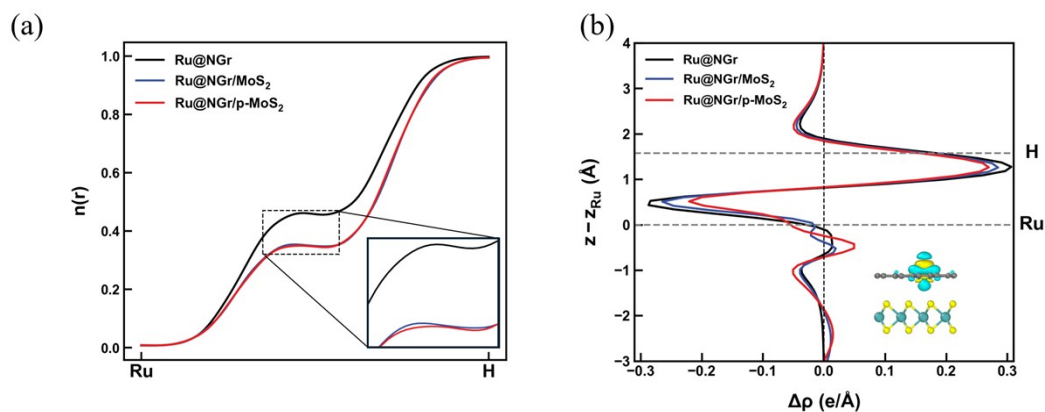 (a)
1.0
0.8
0.6
0.4
0.2
0.0
n(r)
Ru@NGr
Ru@NGr/MoS₂
Ru@NGr/p-MoS₂
Ru
H
(b)
4
3
2
1
0
−1
−2
−3
z − z_Ru (Å)
Ru@NGr
Ru@NGr/MoS₂
Ru@NGr/p-MoS₂
H
Ru
−0.3
−0.2
−0.1
0.0
0.1
0.2
0.3
Δρ (e/Å)